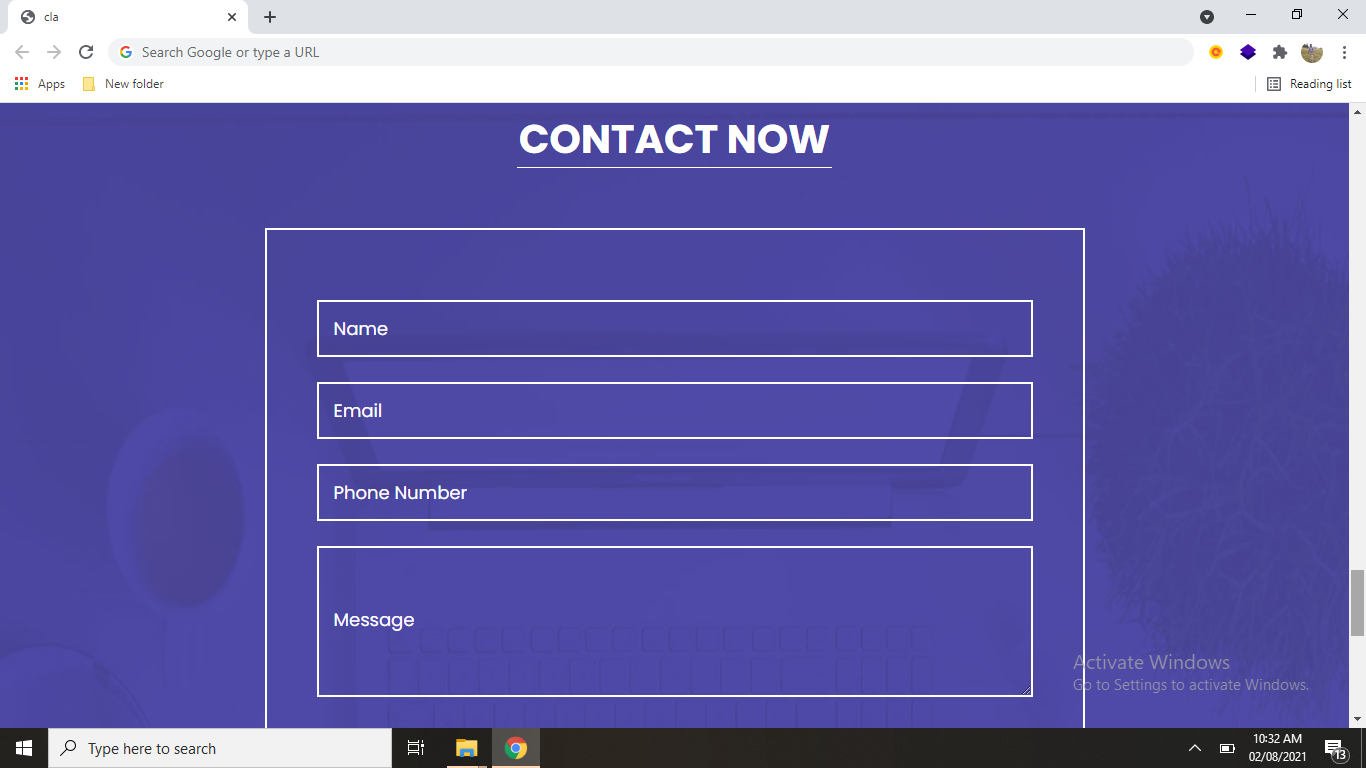 cla
Search Google or type a URL
Apps New folder Reading list
CONTACT NOW
Name
Email
Phone Number
Message
Activate Windows
Go to Settings to activate Windows.
Type here to search
10:32 AM
02/08/2021
13